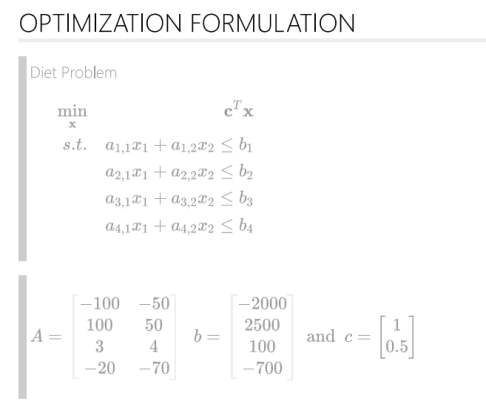 OPTIMIZATION FORMULATION
Diet Problem
min c^T x
x
s.t. a_{1,1}x_1 + a_{1,2}x_2 ≤ b_1
a_{2,1}x_1 + a_{2,2}x_2 ≤ b_2
a_{3,1}x_1 + a_{3,2}x_2 ≤ b_3
a_{4,1}x_1 + a_{4,2}x_2 ≤ b_4
A = [−100 −50; 100 50; 3 4; −20 −70] b = [−2000; 2500; 100; −700] and c = [1; 0.5]